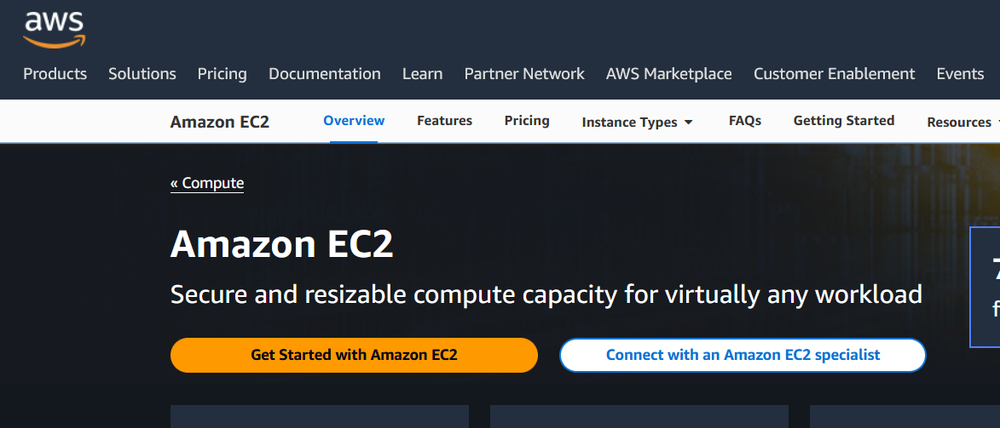 aws
Products Solutions Pricing Documentation Learn Partner Network AWS Marketplace Customer Enablement Events
Amazon EC2 Overview Features Pricing Instance Types FAQs Getting Started Resources
« Compute
Amazon EC2
Secure and resizable compute capacity for virtually any workload
Get Started with Amazon EC2 Connect with an Amazon EC2 specialist